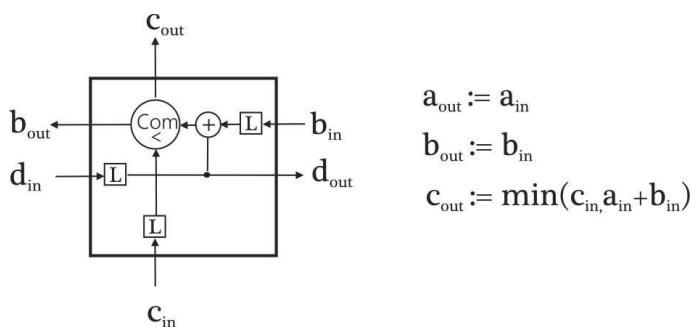 c_out
Com
<
+
L
b_out
b_in
d_in
L
d_out
L
c_in
a_out := a_in
b_out := b_in
c_out := min(c_in, a_in+b_in)